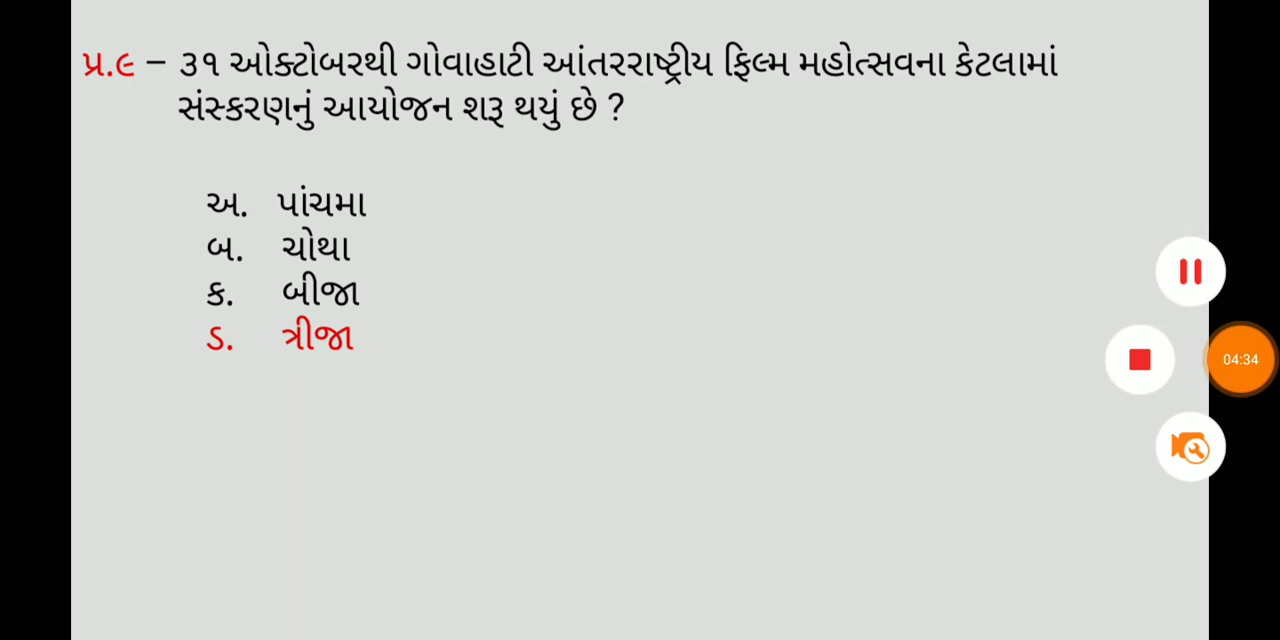 પ્ર.૯ – ૩૧ ઓક્ટોબરથી ગોવાહાટી આંતરરાષ્ટ્રીય ફિલ્મ મહોત્સવના કેટલામાં
સંસ્કરણનું આયોજન શરૂ થયું છે ?
અ. પાંચમા
બ. ચોથા
ક. બીજા
ડ. ત્રીજા
04:34